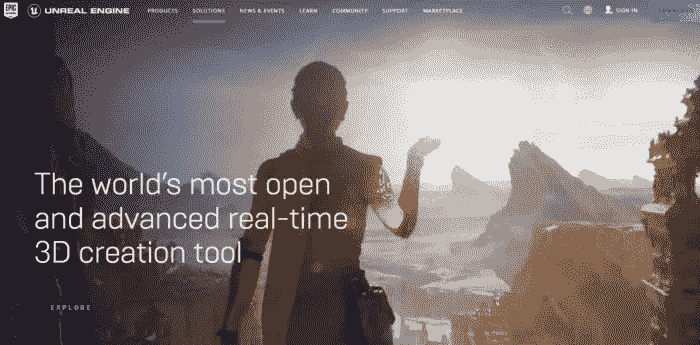 EPIC GAMES
UNREAL ENGINE
PRODUCTS
SOLUTIONS
NEWS & EVENTS
LEARN
COMMUNITY
SUPPORT
MARKETPLACE
SIGN IN
The world's most open
and advanced real-time
3D creation tool
EXPLORE